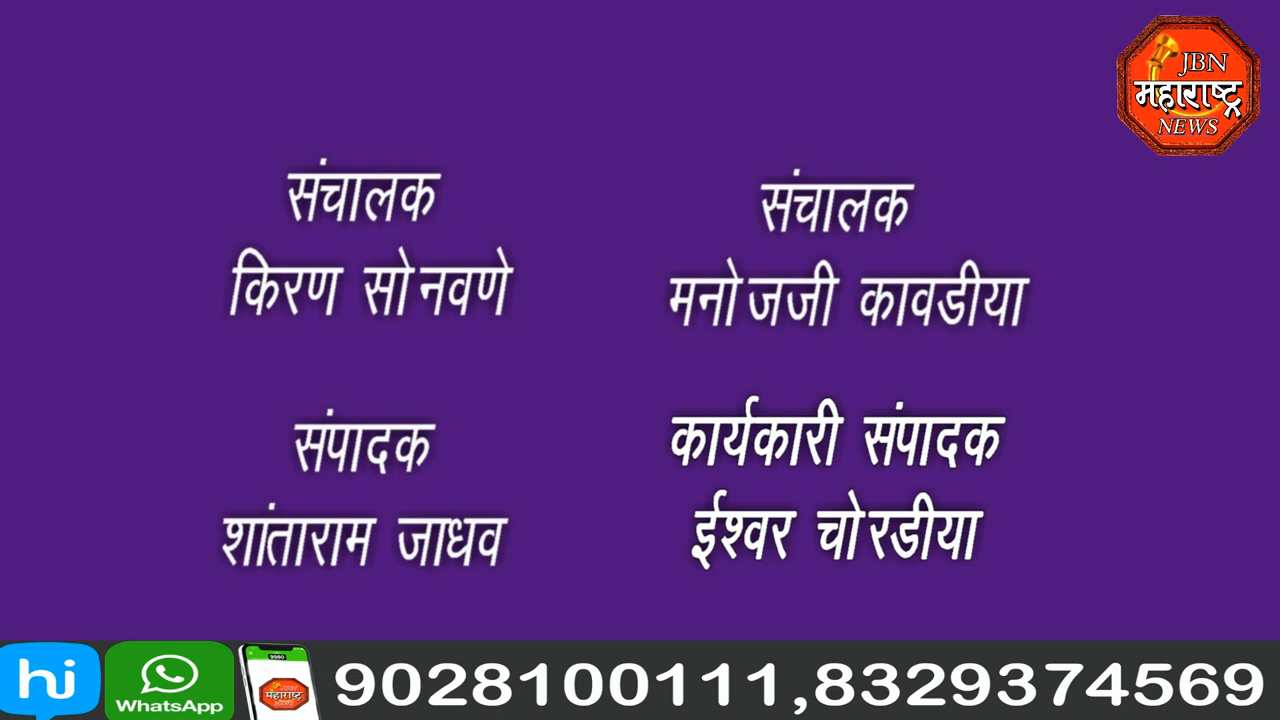 JBN
महाराष्ट्र
NEWS
संचालक
किरण सोनवणे
संचालक
मनोजजी कावडीया
संपादक
शांताराम जाधव
कार्यकारी संपादक
ईश्वर चोरडीया
hi
WhatsApp
महाराष्ट्र
9028100111,8329374569